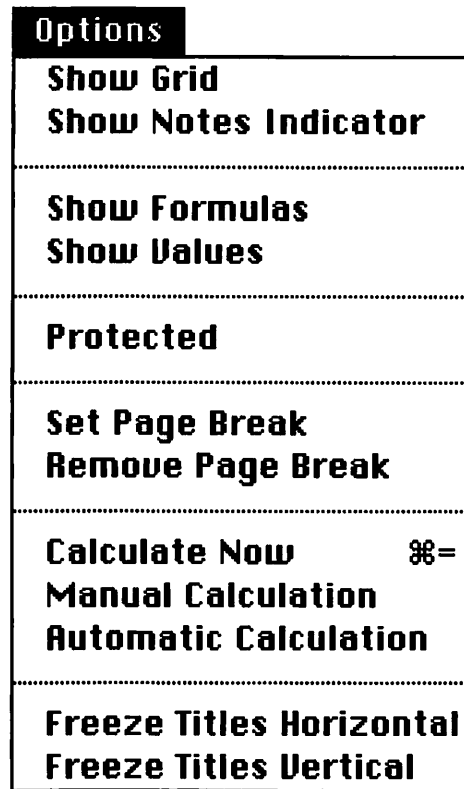 Options
Show Grid
Show Notes Indicator
Show Formulas
Show Values
Protected
Set Page Break
Remove Page Break
Calculate Now ⌘=
Manual Calculation
Automatic Calculation
Freeze Titles Horizontal
Freeze Titles Vertical